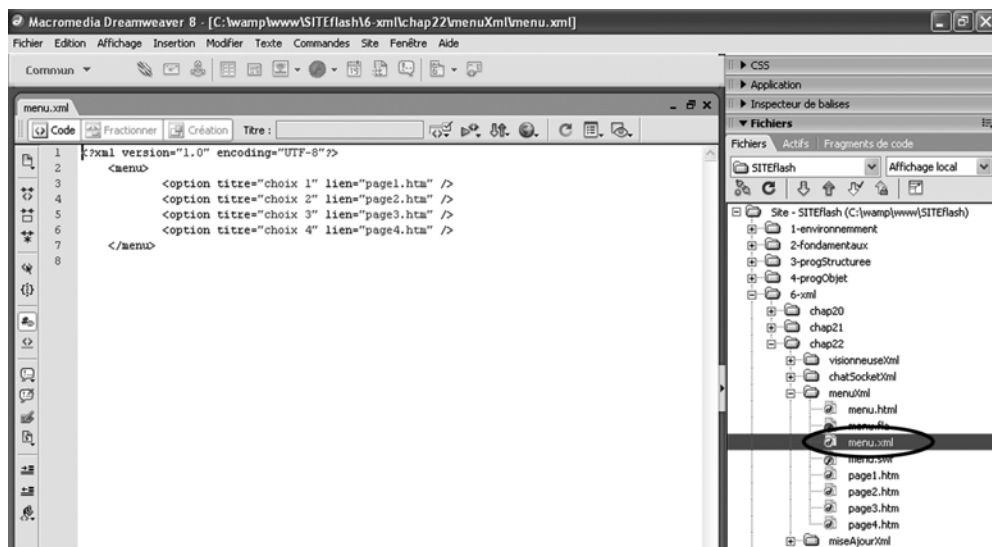 Macromedia Dreamweaver 8 - [C:\wamp\www\SITEflash\6-xml\chap22\menuXml\menu.xml]
Fichier Edition Affichage Insertion Modifier Texte Commandes Site Fenêtre Aide
Commun
menu.xml
Code Fractionner Création Titre :
1 <?xml version="1.0" encoding="UTF-8"?>
2 <menu>
3 <option titre="choix 1" lien="page1.htm" />
4 <option titre="choix 2" lien="page2.htm" />
5 <option titre="choix 3" lien="page3.htm" />
6 <option titre="choix 4" lien="page4.htm" />
7 </menu>
8
CSS
Application
Inspecteur de balises
Fichiers
Fichiers Actifs Fragments de code
SITEflash Affichage local
Site - SITEflash (C:\wamp\www\SITEflash)
1-environnemment
2-fondamentaux
3-progStructuree
4-progObjet
6-xml
chap20
chap21
chap22
visionneuseXml
chatSocketXml
menuXml
menu.html
menu.fla
menu.xml
menu.swf
page1.htm
page2.htm
page3.htm
page4.htm
miseAjourXml